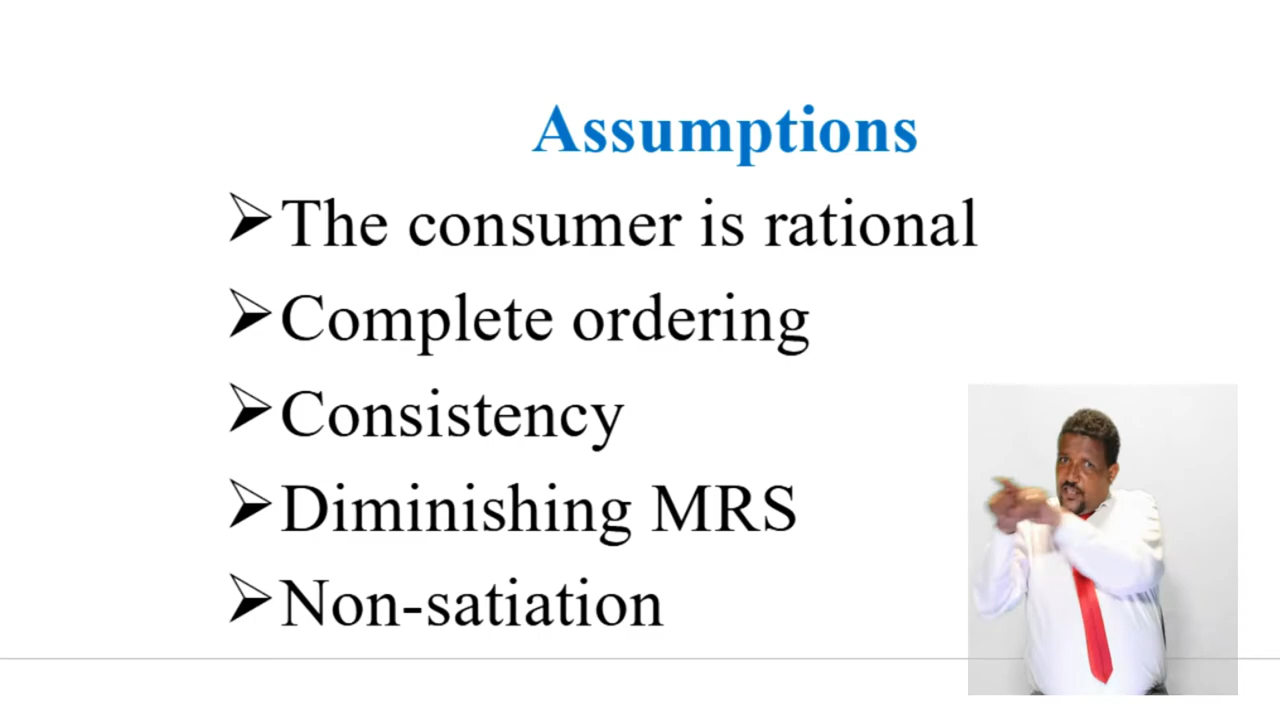 Assumptions
➢The consumer is rational
➢Complete ordering
➢Consistency
➢Diminishing MRS
➢Non-satiation